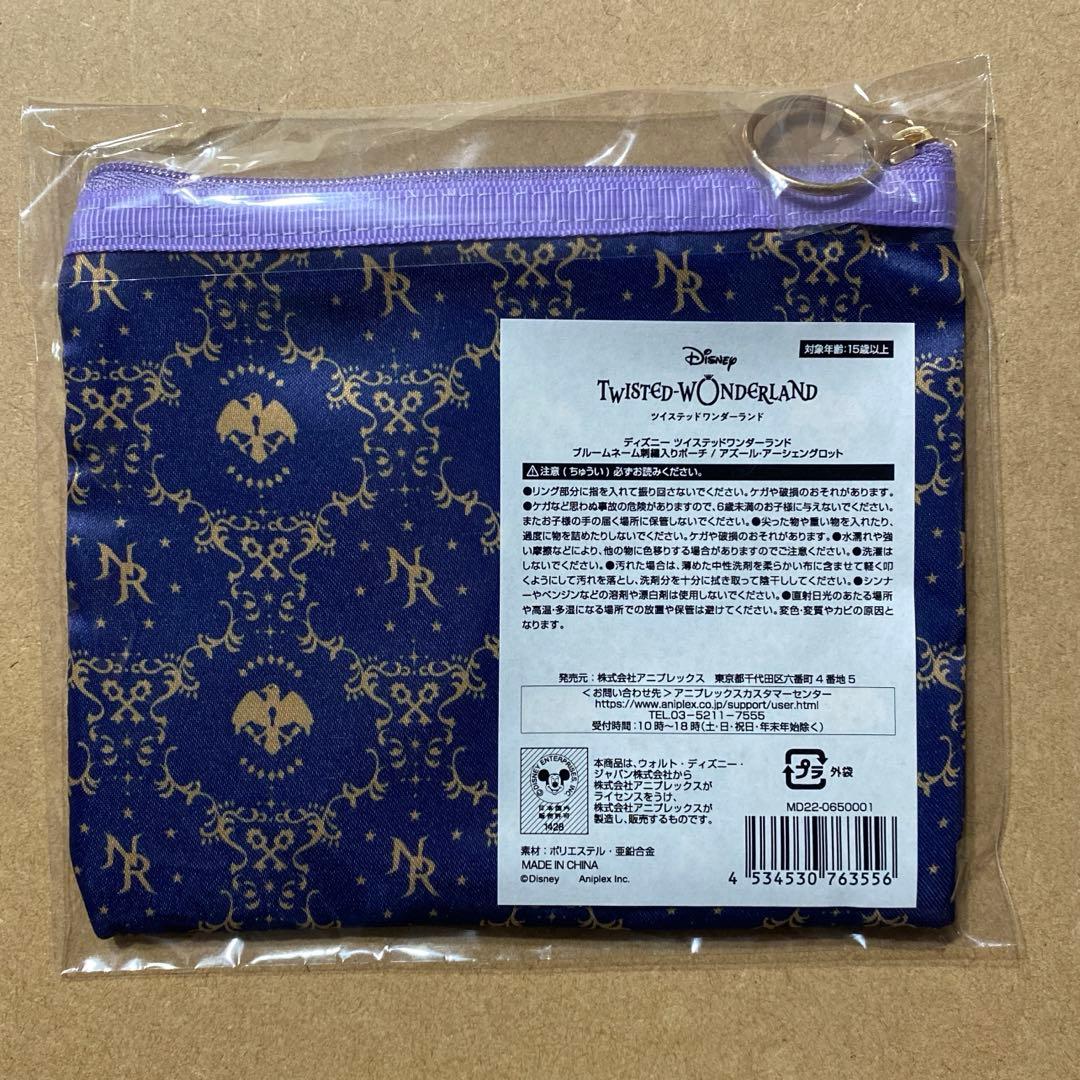 NR
NR
NR
NR
NR
NR
Disney
対象年齢:15歳以上
TWISTED-WONDERLAND
ツイステッドワンダーランド
ディズニー ツイステッドワンダーランド
ブルームネーム刺繍入りポーチ / アズール・アーシェングロット
⚠注意 (ちゅうい) 必ずお読みください。
●リング部分に指を入れて振り回さないでください。ケガや破損のおそれがあります。
●ケガなど思わぬ事故の危険がありますので、6歳未満のお子様に与えないでください。
またお子様の手の届く場所に保管しないでください。●尖った物や重い物を入れたり、
過度に物を詰めたりしないでください。ケガや破損のおそれがあります。●水濡れや強
い摩擦などにより、他の物に色移りする場合がありますのでご注意ください。●洗濯は
しないでください。●汚れた場合は、薄めた中性洗剤を柔らかい布に含ませて軽く叩
くようにして汚れを落とし、洗剤分を十分に拭き取って陰干ししてください。●シンナ
ーやベンジンなどの溶剤や漂白剤は使用しないでください。●直射日光のあたる場所
や高温・多湿になる場所での放置や保管は避けてください。変色・変質やカビの原因と
なります。
発売元：株式会社アニプレックス 東京都千代田区六番町4番地5
＜お問い合わせ先＞アニプレックスカスタマーセンター
https://www.aniplex.co.jp/support/user.html
TEL.03-5211-7555
受付時間：10時〜18時(土・日・祝日・年末年始除く)
©DISNEY ENTERPRISES INC.
日本国内
販売許可
1428
本商品は、ウォルト・ディズニー・
ジャパン株式会社から
株式会社アニプレックスが
ライセンスをうけ、
株式会社アニプレックスが
製造し、販売するものです。
プラ 外袋
MD22-0650001
素材：ポリエステル・亜鉛合金
MADE IN CHINA
©Disney Aniplex Inc.
4 534530 763556